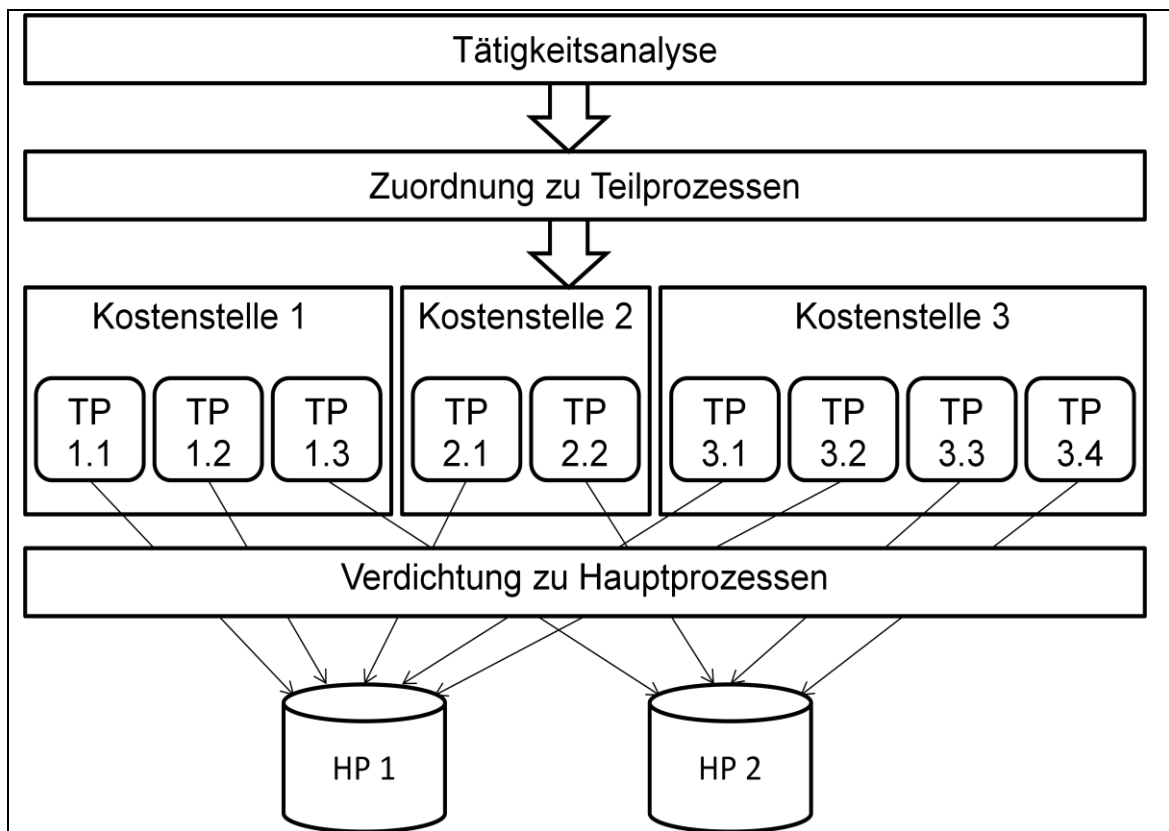 Tätigkeitsanalyse
Zuordnung zu Teilprozessen
Kostenstelle 1
TP
1.1
TP
1.2
TP
1.3
Kostenstelle 2
TP
2.1
TP
2.2
Kostenstelle 3
TP
3.1
TP
3.2
TP
3.3
TP
3.4
Verdichtung zu Hauptprozessen
HP 1
HP 2